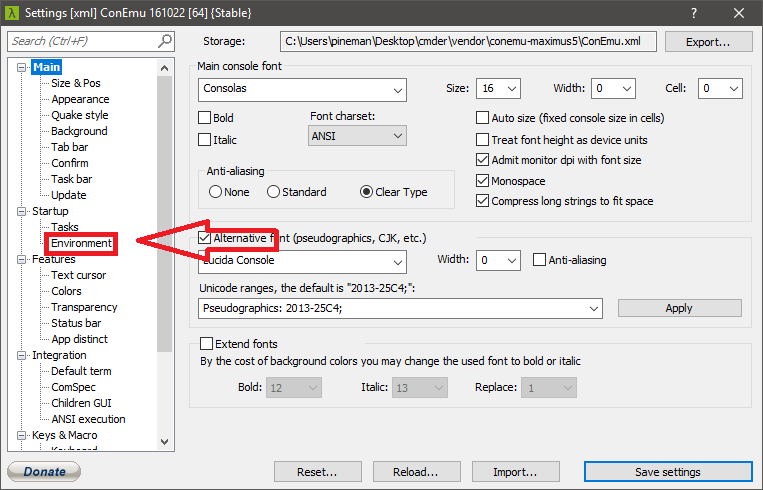 Settings [xml] ConEmu 161022 [64] {Stable}
Search (Ctrl+F)
Storage: C:\Users\pineman\Desktop\cmder\vendor\conemu-maximus5\ConEmu.xml Export...
Main
Size & Pos
Appearance
Quake style
Background
Tab bar
Confirm
Task bar
Update
Startup
Tasks
Environment
Features
Text cursor
Colors
Transparency
Status bar
App distinct
Integration
Default term
ComSpec
Children GUI
ANSI execution
Keys & Macro
Main console font
Consolas Size: 16 Width: 0 Cell: 0
Bold Font charset: Auto size (fixed console size in cells)
Italic ANSI Treat font height as device units
Admit monitor dpi with font size
Anti-aliasing Monospace
None Standard Clear Type Compress long strings to fit space
Alternative font (pseudographics, CJK, etc.)
Lucida Console Width: 0 Anti-aliasing
Unicode ranges, the default is "2013-25C4;":
Pseudographics: 2013-25C4; Apply
Extend fonts
By the cost of background colors you may change the used font to bold or italic
Bold: 12 Italic: 13 Replace: 1
Donate Reset... Reload... Import... Save settings